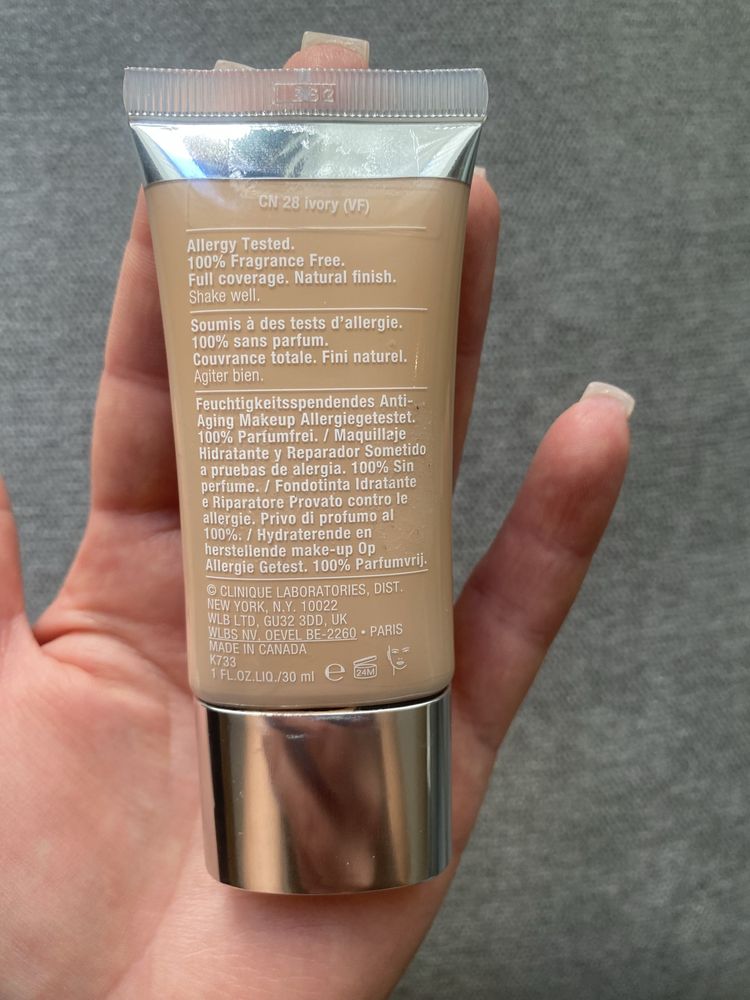 CN 28 ivory (VF)
Allergy Tested.
100% Fragrance Free.
Full coverage. Natural finish.
Shake well.
Soumis à des tests d'allergie.
100% sans parfum.
Couvrance totale. Fini naturel.
Agiter bien.
Feuchtigkeitsspendendes Anti-
Aging Makeup Allergiegetestet.
100% Parfumfrei. / Maquillaje
Hidratante y Reparador Sometido
a pruebas de alergia. 100% Sin
perfume. / Fondotinta Idratante
e Riparatore Provato contro le
allergie. Privo di profumo al
100%. / Hydraterende en
herstellende make-up Op
Allergie Getest. 100% Parfumvrij.
© CLINIQUE LABORATORIES, DIST.
NEW YORK, N.Y. 10022
WLB LTD, GU32 3DD, UK
WLBS NV, OEVEL BE-2260 • PARIS
MADE IN CANADA
K733
1 FL.OZ.LIQ./30 ml ℮ 24M